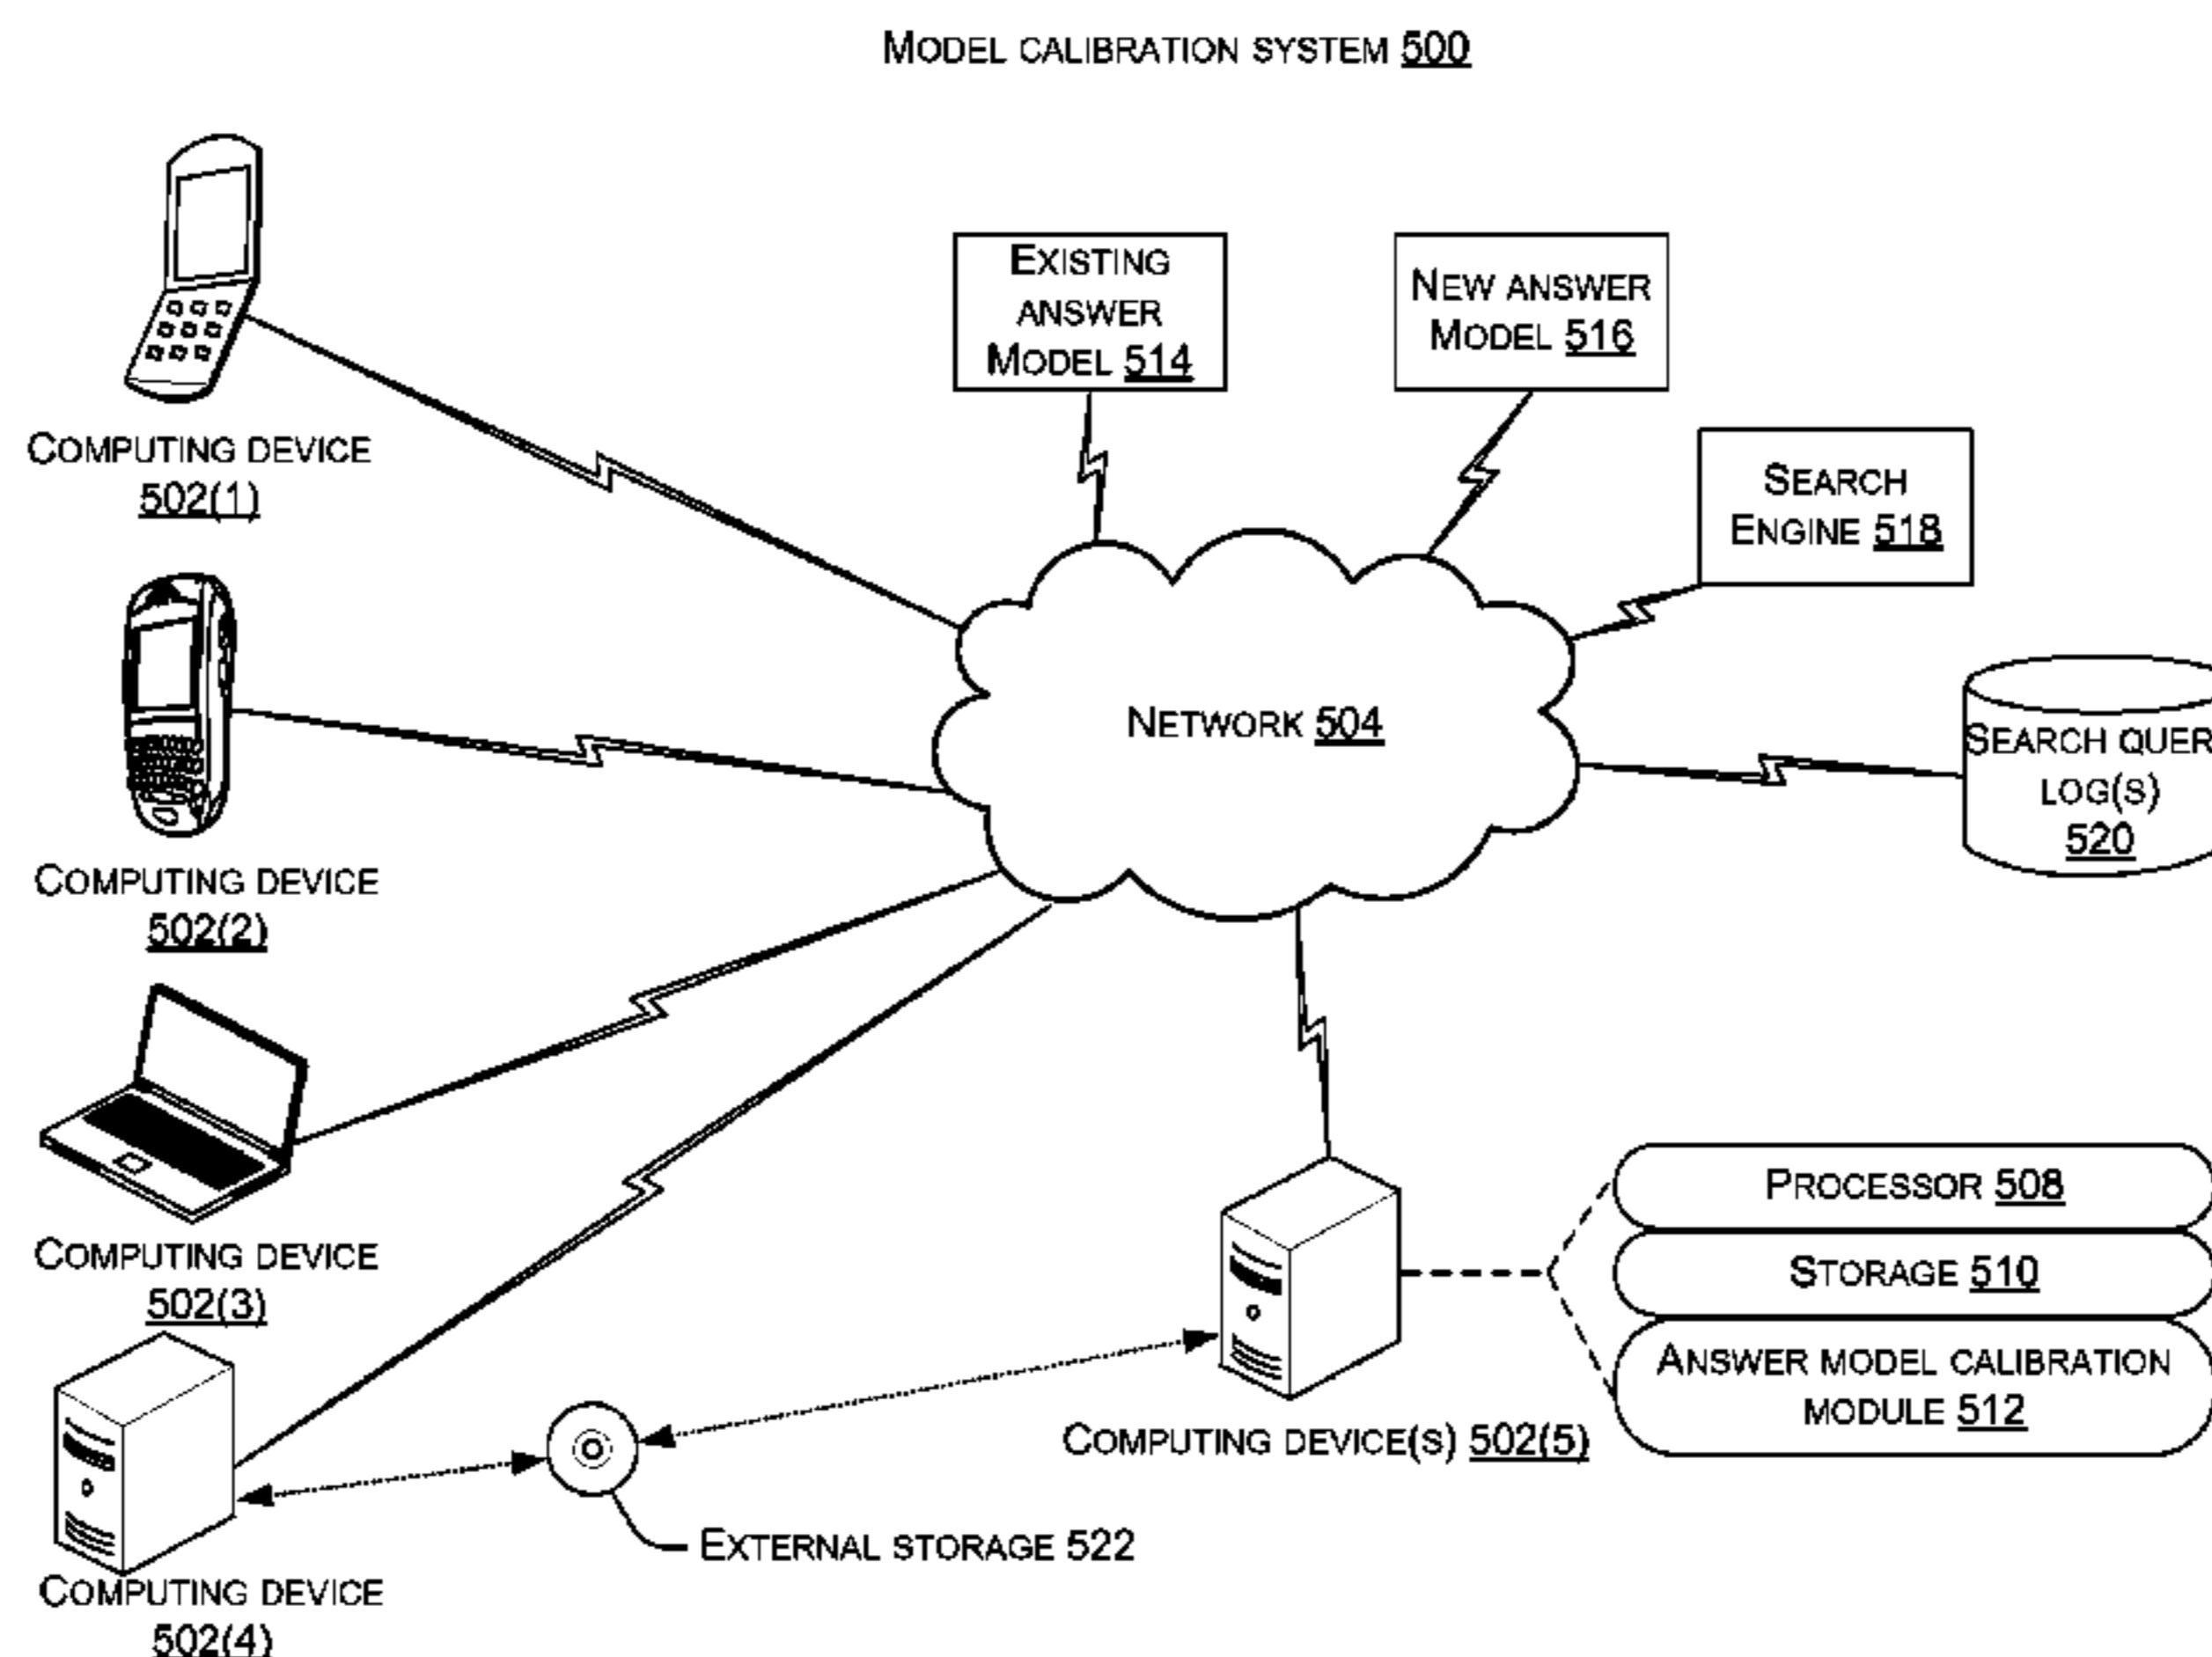 MODEL CALIBRATION SYSTEM 500
EXISTING
ANSWER
MODEL 514
NEW ANSWER
MODEL 516
SEARCH
ENGINE 518
COMPUTING DEVICE
502(1)
NETWORK 504
SEARCH QUER
LOG(S)
520
COMPUTING DEVICE
502(2)
COMPUTING DEVICE
502(3)
PROCESSOR 508
STORAGE 510
ANSWER MODEL CALIBRATION
MODULE 512
COMPUTING DEVICE(S) 502(5)
EXTERNAL STORAGE 522
COMPUTING DEVICE
502(4)